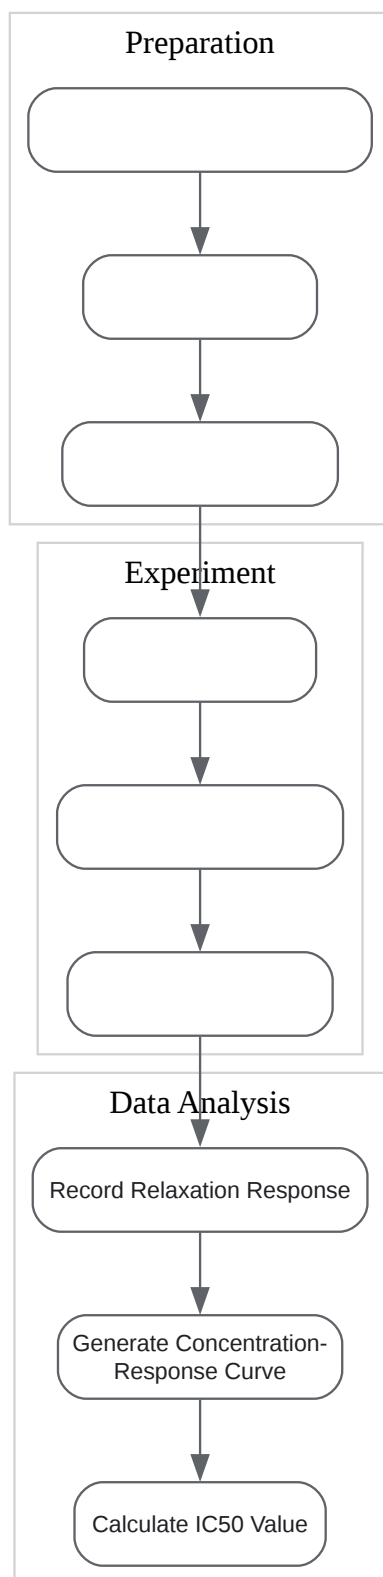 Preparation
Experiment
Data Analysis
Record Relaxation Response
Generate Concentration-
Response Curve
Calculate IC50 Value